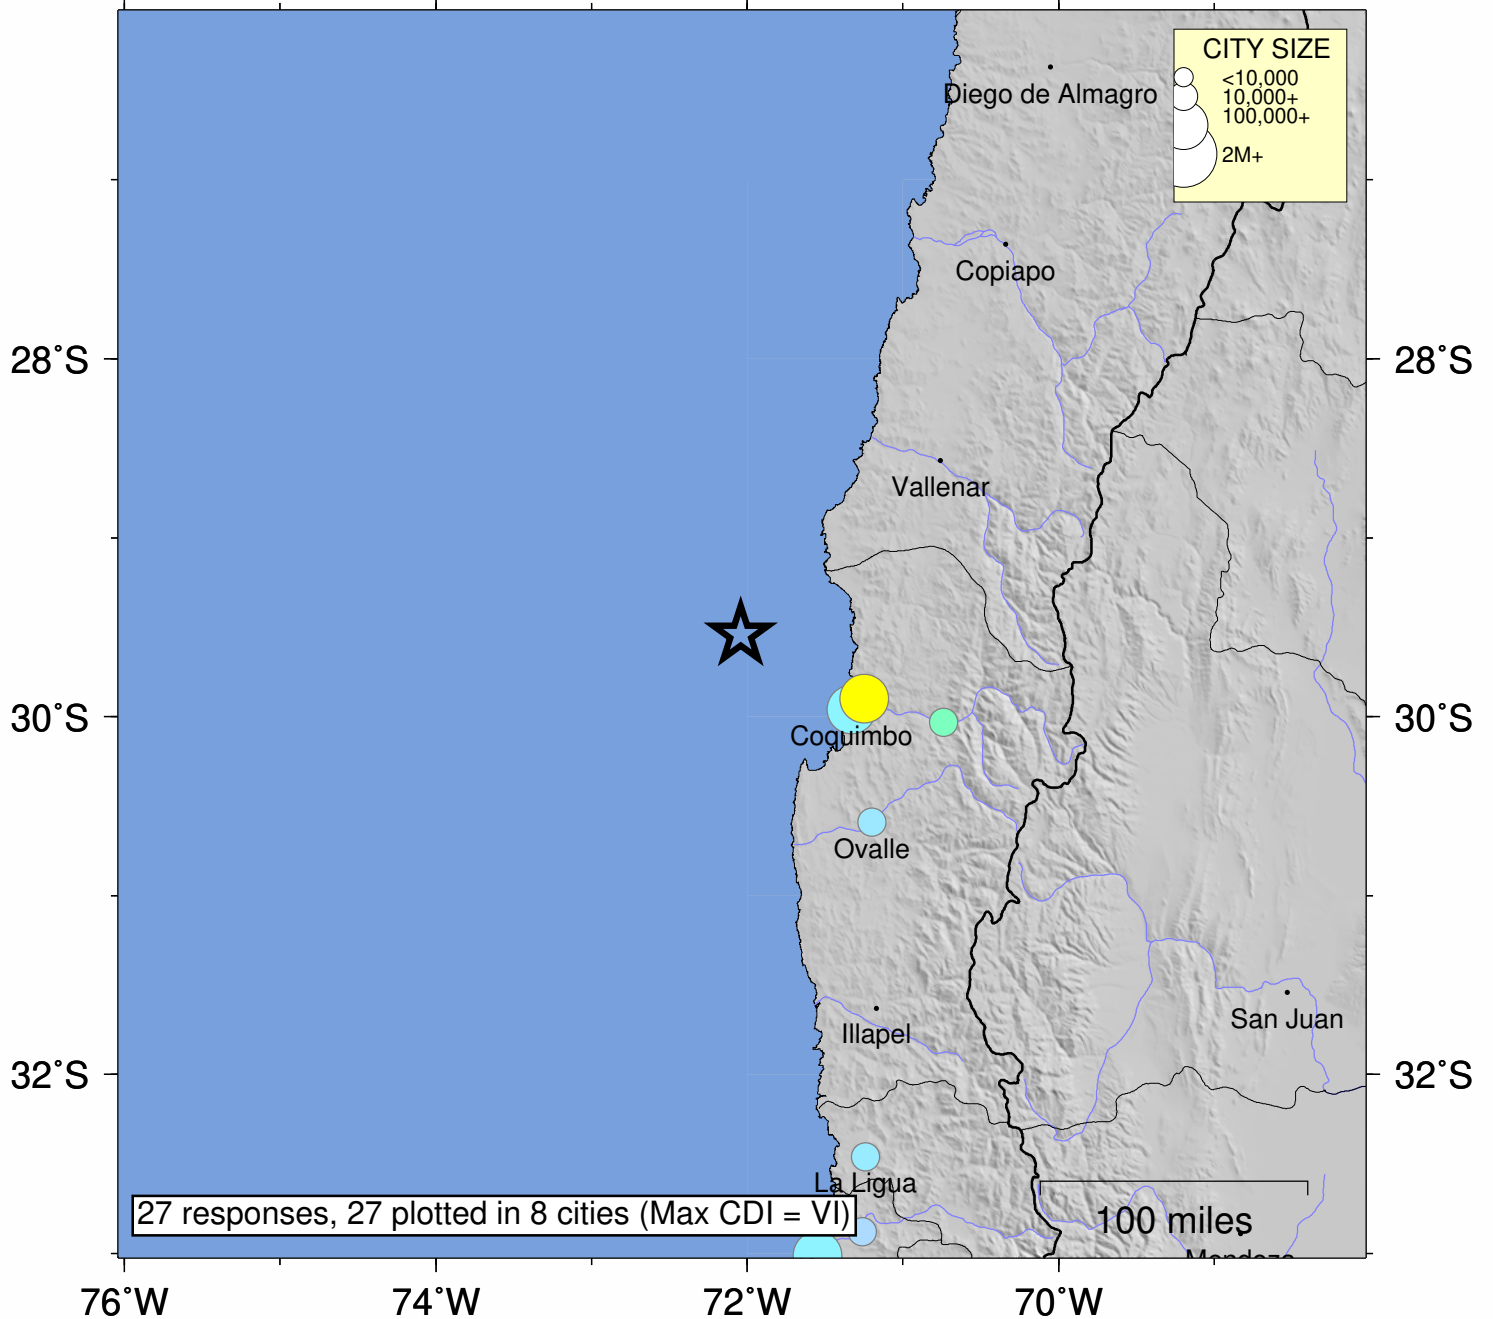 CITY SIZE
<10,000
10,000+
100,000+
2M+
Diego de Almagro
Copiapo
28°S
28°S
Vallenar
30°S
30°S
Coquimbo
Ovalle
San Juan
Illapel
32°S
32°S
La Ligua
27 responses, 27 plotted in 8 cities (Max CDI = VI)
100 miles
Mendoza
76°W
74°W
72°W
70°W